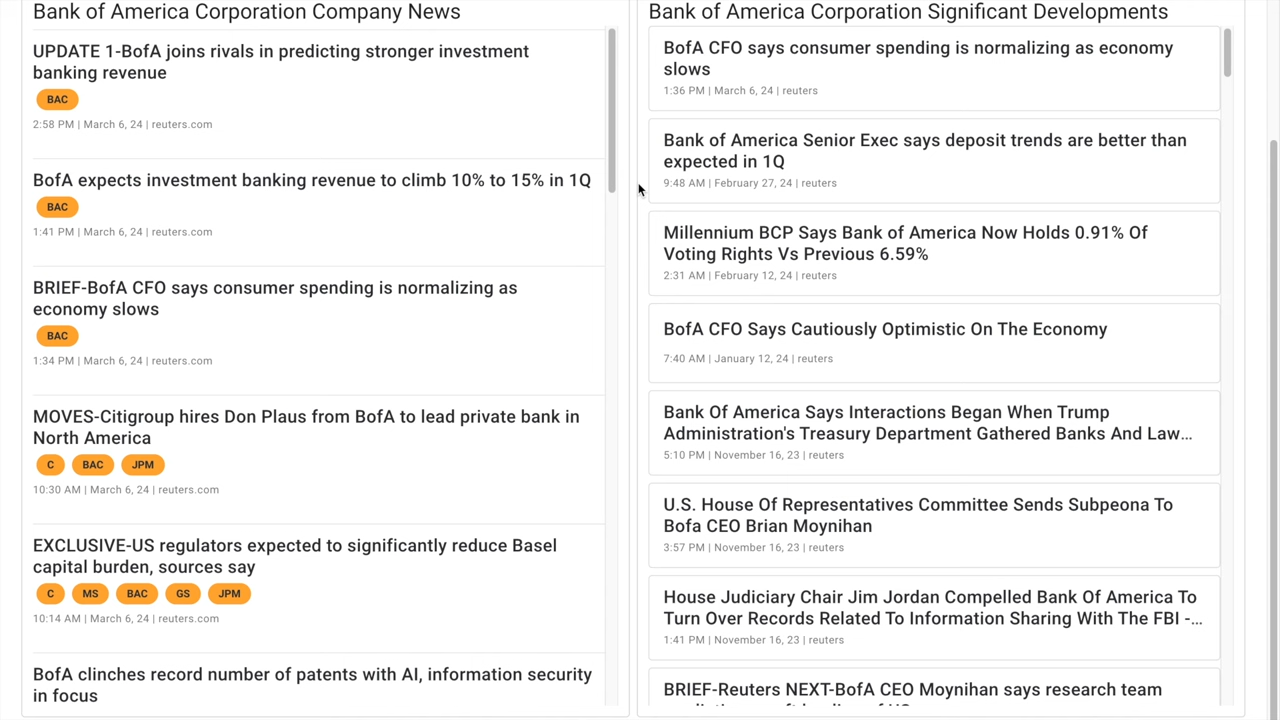 Bank of America Corporation Company News
UPDATE 1-BofA joins rivals in predicting stronger investment
banking revenue
BAC
2:58 PM | March 6, 24 | reuters.com
BofA expects investment banking revenue to climb 10% to 15% in 1Q
BAC
1:41 PM | March 6, 24 | reuters.com
BRIEF-BofA CFO says consumer spending is normalizing as
economy slows
BAC
1:34 PM | March 6, 24 | reuters.com
MOVES-Citigroup hires Don Plaus from BofA to lead private bank in
North America
C BAC JPM
10:30 AM | March 6, 24 | reuters.com
EXCLUSIVE-US regulators expected to significantly reduce Basel
capital burden, sources say
C MS BAC GS JPM
10:14 AM | March 6, 24 | reuters.com
BofA clinches record number of patents with AI, information security
in focus
Bank of America Corporation Significant Developments
BofA CFO says consumer spending is normalizing as economy
slows
1:36 PM | March 6, 24 | reuters
Bank of America Senior Exec says deposit trends are better than
expected in 1Q
9:48 AM | February 27, 24 | reuters
Millennium BCP Says Bank of America Now Holds 0.91% Of
Voting Rights Vs Previous 6.59%
2:31 AM | February 12, 24 | reuters
BofA CFO Says Cautiously Optimistic On The Economy
7:40 AM | January 12, 24 | reuters
Bank Of America Says Interactions Began When Trump
Administration's Treasury Department Gathered Banks And Law…
5:10 PM | November 16, 23 | reuters
U.S. House Of Representatives Committee Sends Subpeona To
Bofa CEO Brian Moynihan
3:57 PM | November 16, 23 | reuters
House Judiciary Chair Jim Jordan Compelled Bank Of America To
Turn Over Records Related To Information Sharing With The FBI -…
1:41 PM | November 16, 23 | reuters
BRIEF-Reuters NEXT-BofA CEO Moynihan says research team